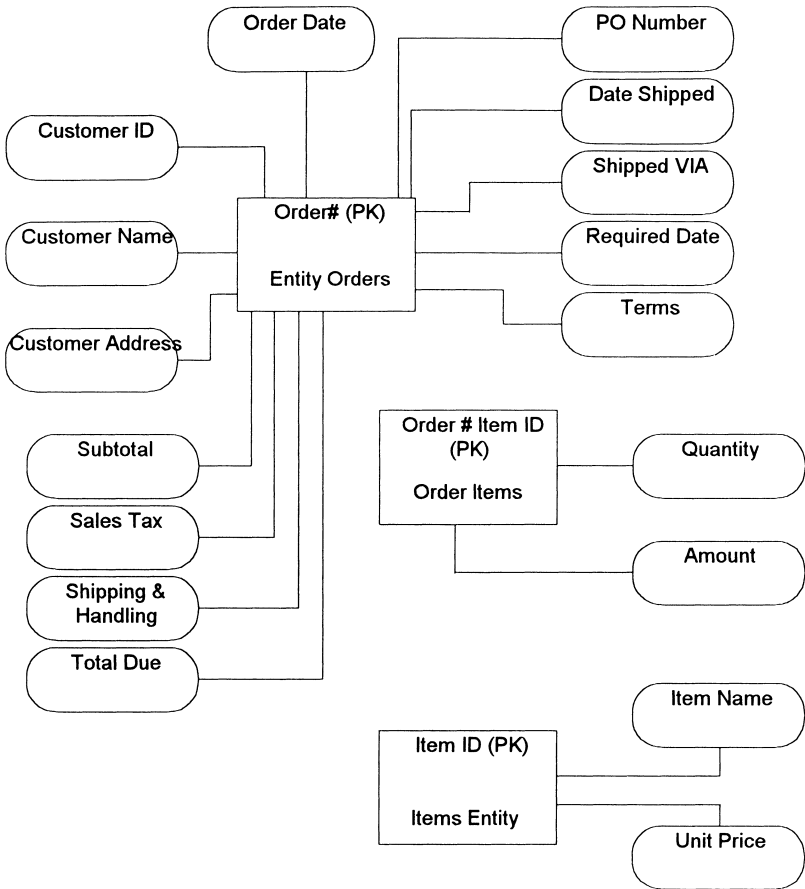 Order Date
PO Number
Date Shipped
Customer ID
Shipped VIA
Order# (PK)
Customer Name
Required Date
Entity Orders
Terms
Customer Address
Order # Item ID
(PK)
Subtotal
Quantity
Order Items
Sales Tax
Amount
Shipping &
Handling
Total Due
Item Name
Item ID (PK)
Items Entity
Unit Price